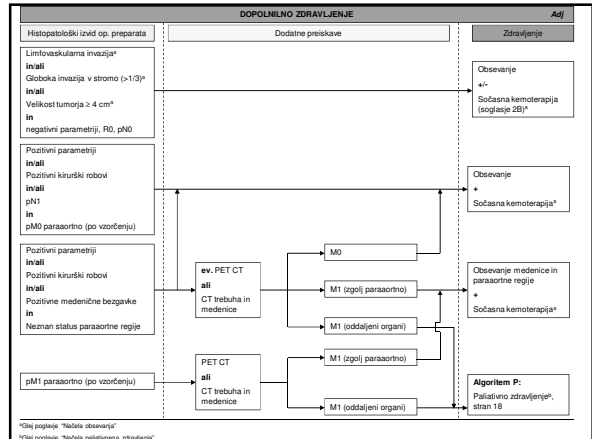 DOPOLNILNO ZDRAVLJENJE
Adj
Histopatološki izvid op. preparata
Dodatne preiskave
Zdravljenje
Limfovaskularna invazijaᵃ
in/ali
Globoka invazija v stromo (>1/3)ᵃ
in/ali
Velikost tumorja ≥ 4 cmᵃ
in
negativni parametriji, R0, pN0
Obsevanje
+/-
Sočasna kemoterapija
(soglasje 2B)ᵃ
Pozitivni parametriji
in/ali
Pozitivni kirurški robovi
in/ali
pN1
in
pM0 paraaortno (po vzorčenju)
Obsevanje
+
Sočasna kemoterapijaᵃ
Pozitivni parametriji
in/ali
Pozitivni kirurški robovi
in/ali
Pozitivne medenične bezgavke
in
Neznan status paraaortne regije
ev. PET CT
ali
CT trebuha in
medenice
M0
M1 (zgolj paraaortno)
M1 (oddaljeni organi)
Obsevanje medenice in
paraaortne regije
+
Sočasna kemoterapijaᵃ
pM1 paraaortno (po vzorčenju)
PET CT
ali
CT trebuha in
medenice
M1 (zgolj paraaortno)
M1 (oddaljeni organi)
Algoritem P:
Paliativno zdravljenjeᵇ,
stran 18
ᵃGlej poglavje "Načela obsevanja"
ᵇGlej poglavje "Načela paliativnega zdravljenja"